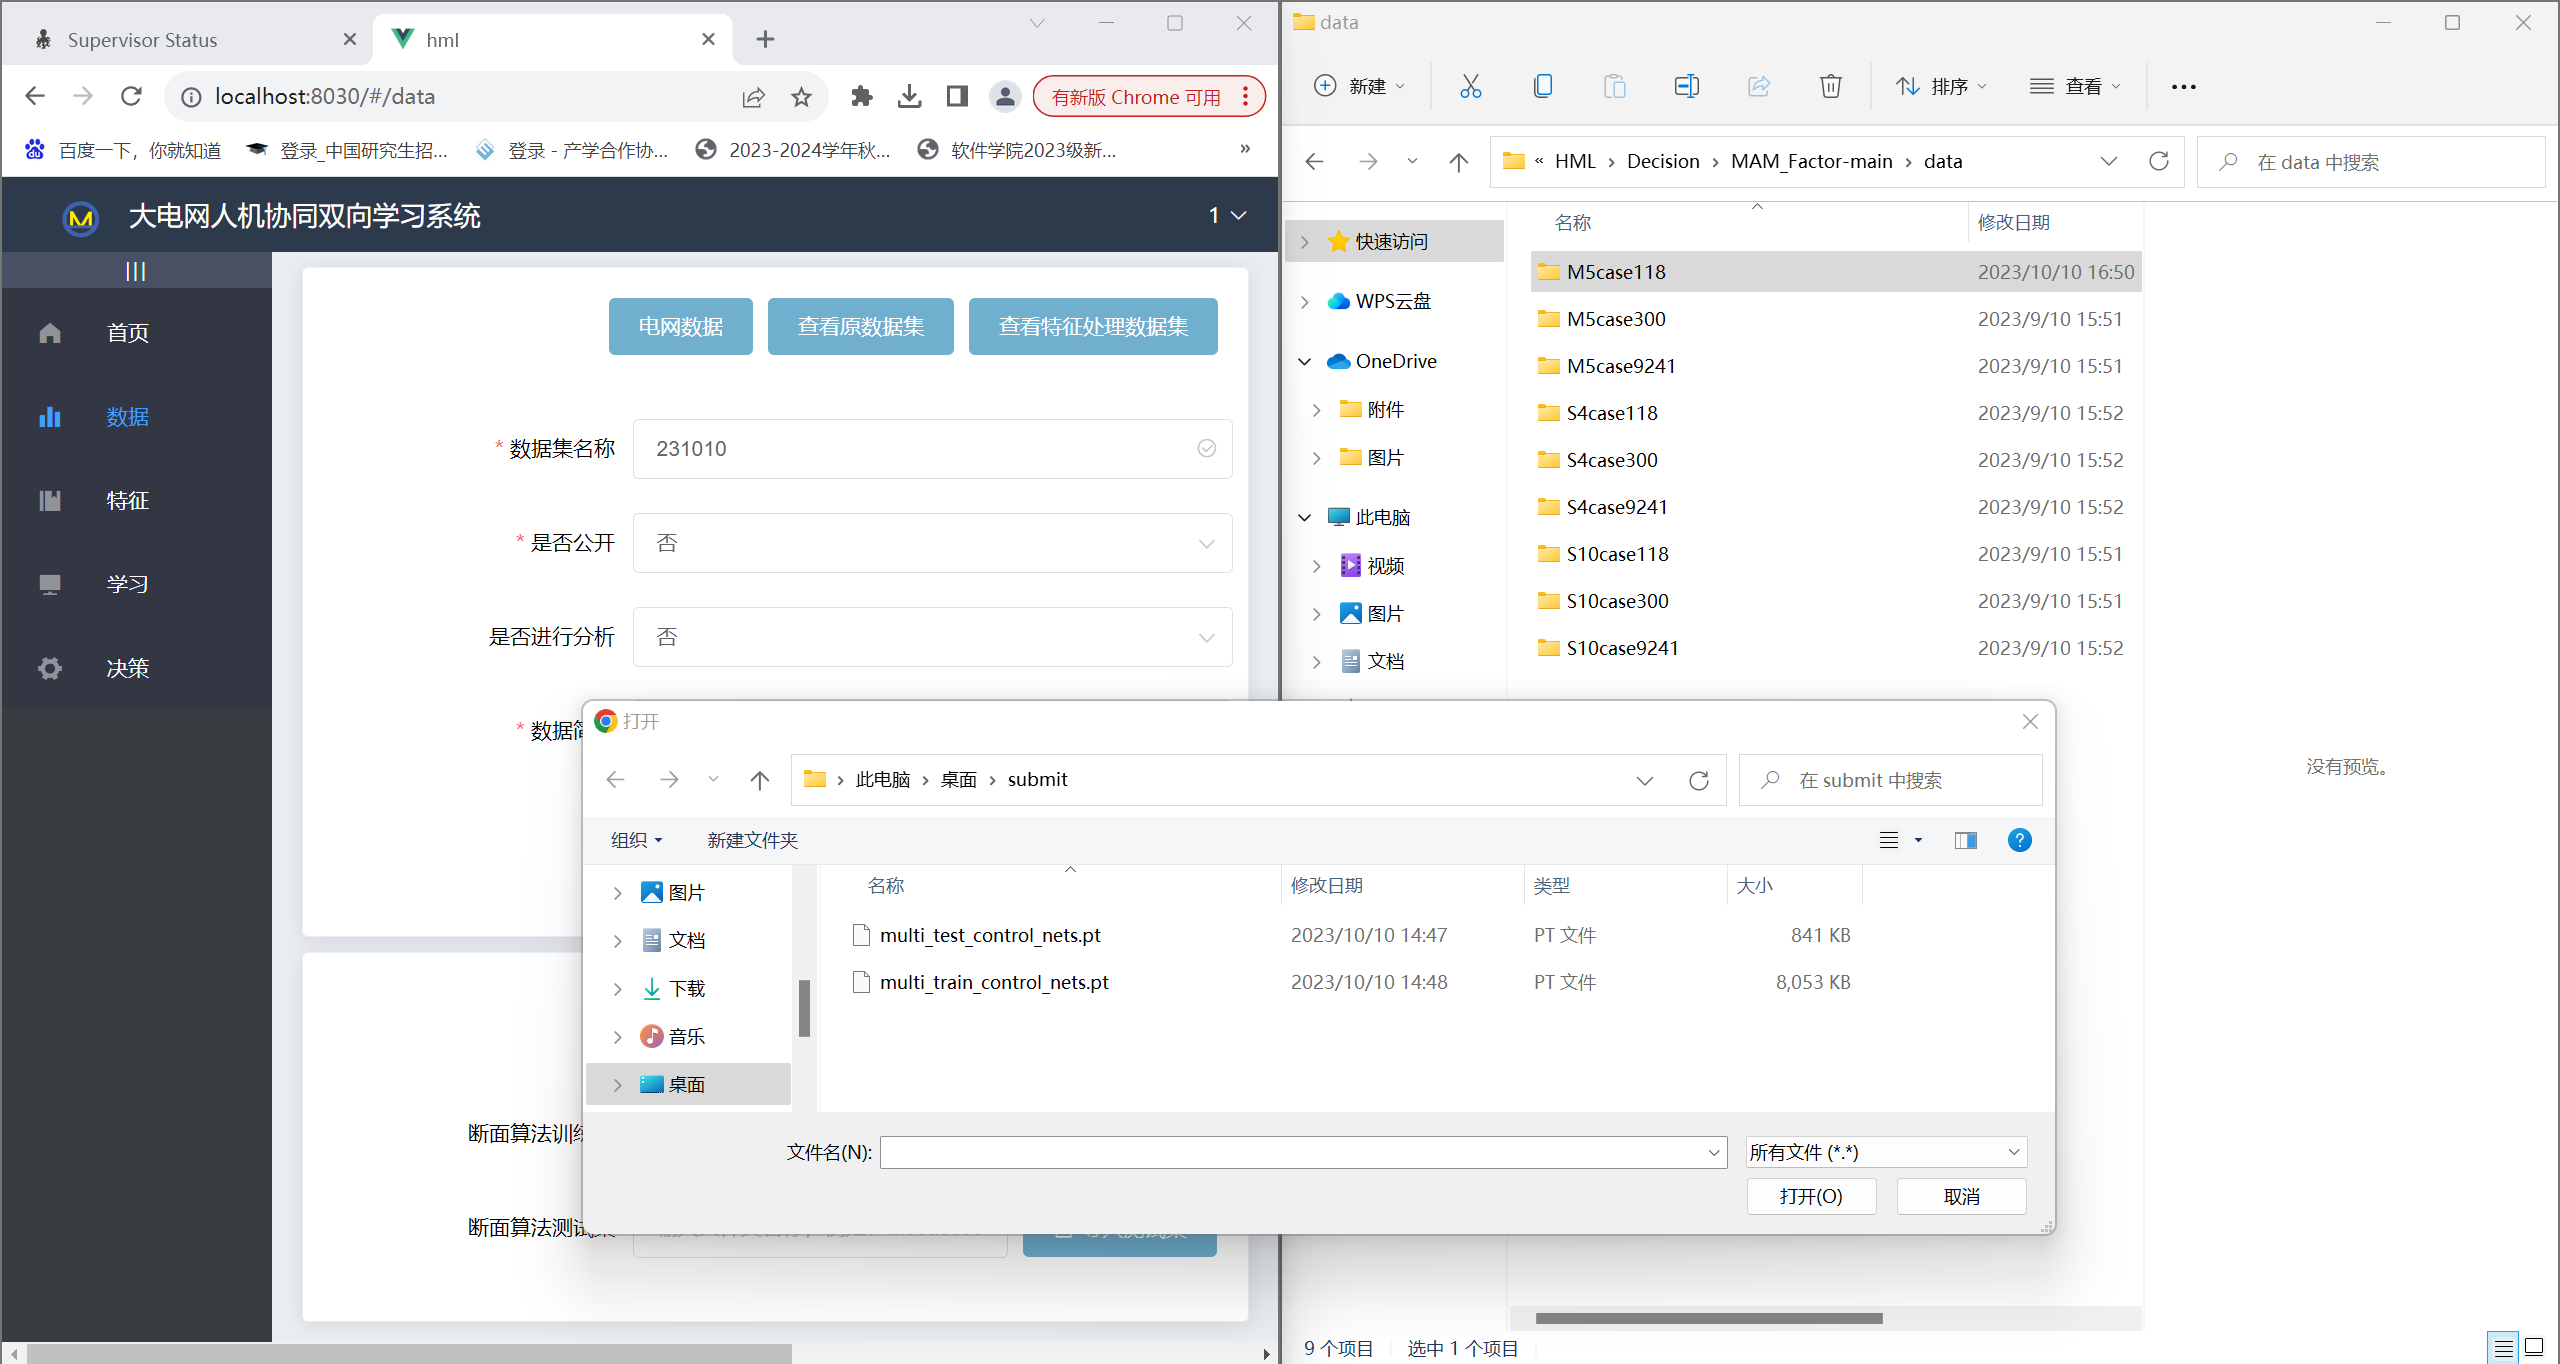 Supervisor Status
hml
data
localhost:8030/#/data
有新版 Chrome 可用
新建
排序
查看
百度一下，你就知道
登录_中国研究生招...
登录 - 产学合作协...
2023-2024学年秋...
软件学院2023级新...
»
« HML › Decision › MAM_Factor-main › data
在 data 中搜索
大电网人机协同双向学习系统
1
|||
首页
数据
特征
学习
决策
电网数据
查看原数据集
查看特征处理数据集
* 数据集名称
231010
* 是否公开
否
是否进行分析
否
* 数据
断面算法训
断面算法测
快速访问
WPS云盘
OneDrive
附件
图片
此电脑
视频
图片
文档
名称
修改日期
M5case118 2023/10/10 16:50
M5case300 2023/9/10 15:51
M5case9241 2023/9/10 15:51
S4case118 2023/9/10 15:52
S4case300 2023/9/10 15:52
S4case9241 2023/9/10 15:52
S10case118 2023/9/10 15:51
S10case300 2023/9/10 15:51
S10case9241 2023/9/10 15:52
没有预览。
9 个项目
选中 1 个项目
打开
› 此电脑 › 桌面 › submit
在 submit 中搜索
组织
新建文件夹
?
图片
文档
下载
音乐
桌面
名称 修改日期 类型 大小
multi_test_control_nets.pt 2023/10/10 14:47 PT 文件 841 KB
multi_train_control_nets.pt 2023/10/10 14:48 PT 文件 8,053 KB
文件名(N):
所有文件 (*.*)
打开(O)
取消